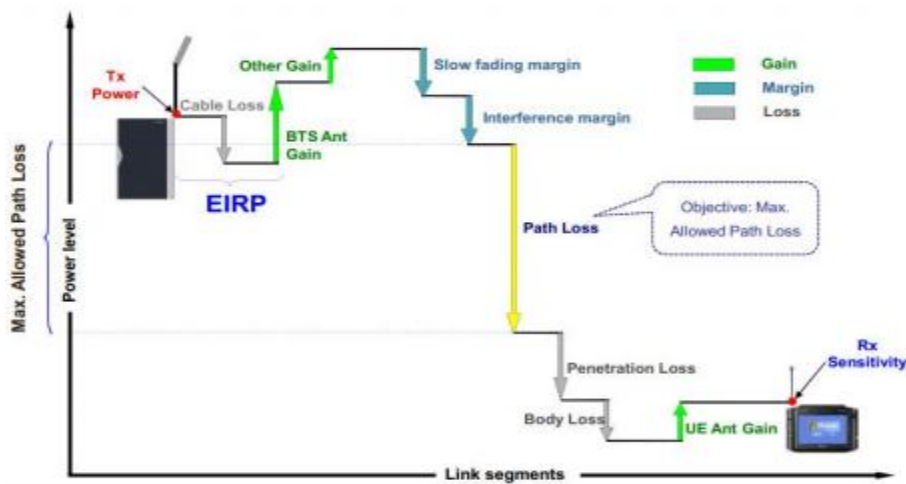 Tx
Power
Cable Loss
Other Gain
BTS Ant
Gain
EIRP
Slow fading margin
Interference margin
Gain
Margin
Loss
Max. Allowed Path Loss
Power level
Path Loss
Objective: Max.
Allowed Path Loss
Penetration Loss
Body Loss
UE Ant Gain
Rx
Sensitivity
Link segments